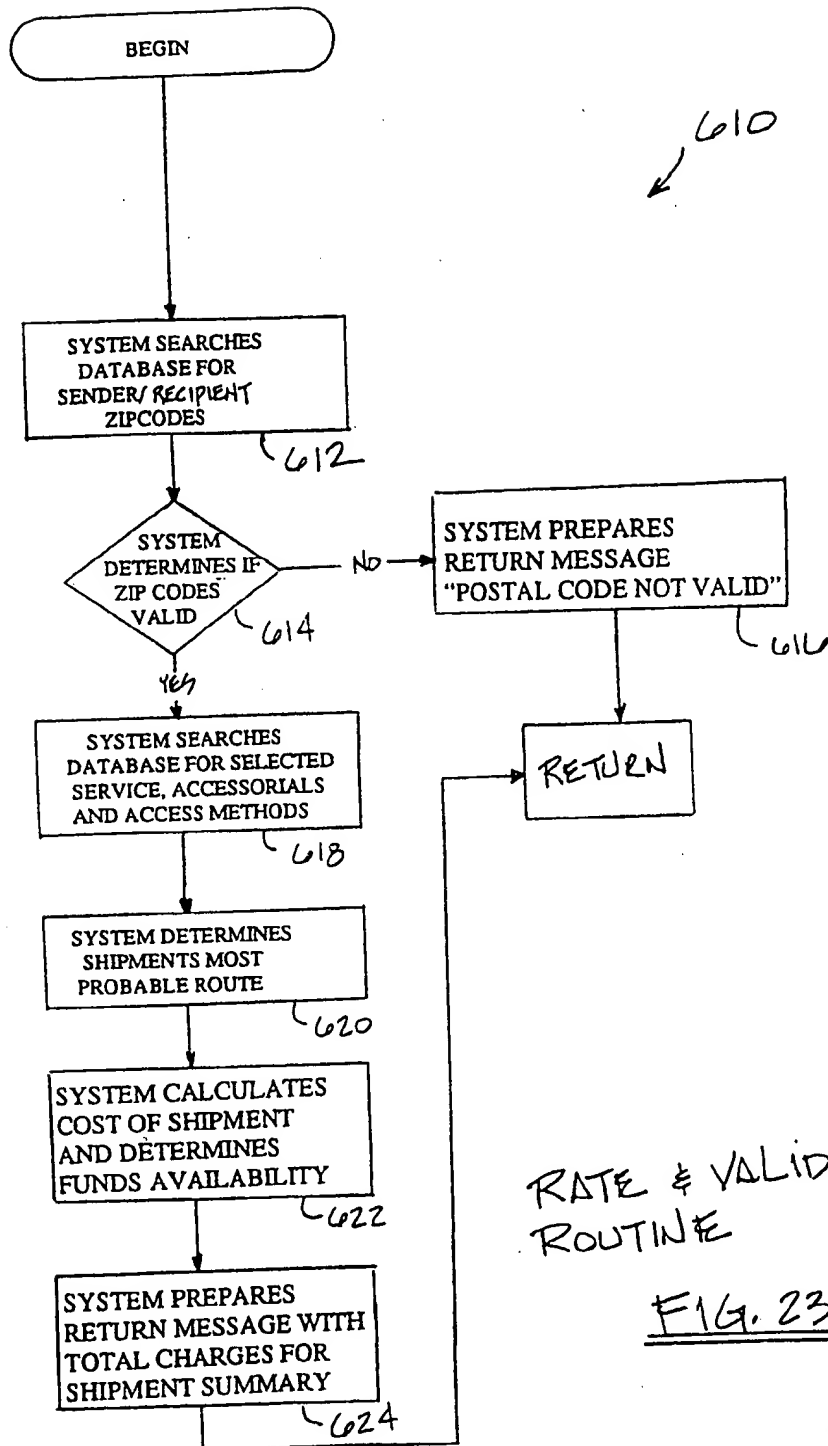 BEGIN
610
SYSTEM SEARCHES
DATABASE FOR
SENDER/RECIPIENT
ZIPCODES
612
SYSTEM
DETERMINES IF
ZIP CODES
VALID
614
NO
SYSTEM PREPARES
RETURN MESSAGE
"POSTAL CODE NOT VALID"
616
YES
SYSTEM SEARCHES
DATABASE FOR SELECTED
SERVICE, ACCESSORIALS
AND ACCESS METHODS
618
RETURN
SYSTEM DETERMINES
SHIPMENTS MOST
PROBABLE ROUTE
620
SYSTEM CALCULATES
COST OF SHIPMENT
AND DETERMINES
FUNDS AVAILABILITY
622
RATE & VALID
ROUTINE
FIG. 23
SYSTEM PREPARES
RETURN MESSAGE WITH
TOTAL CHARGES FOR
SHIPMENT SUMMARY
624